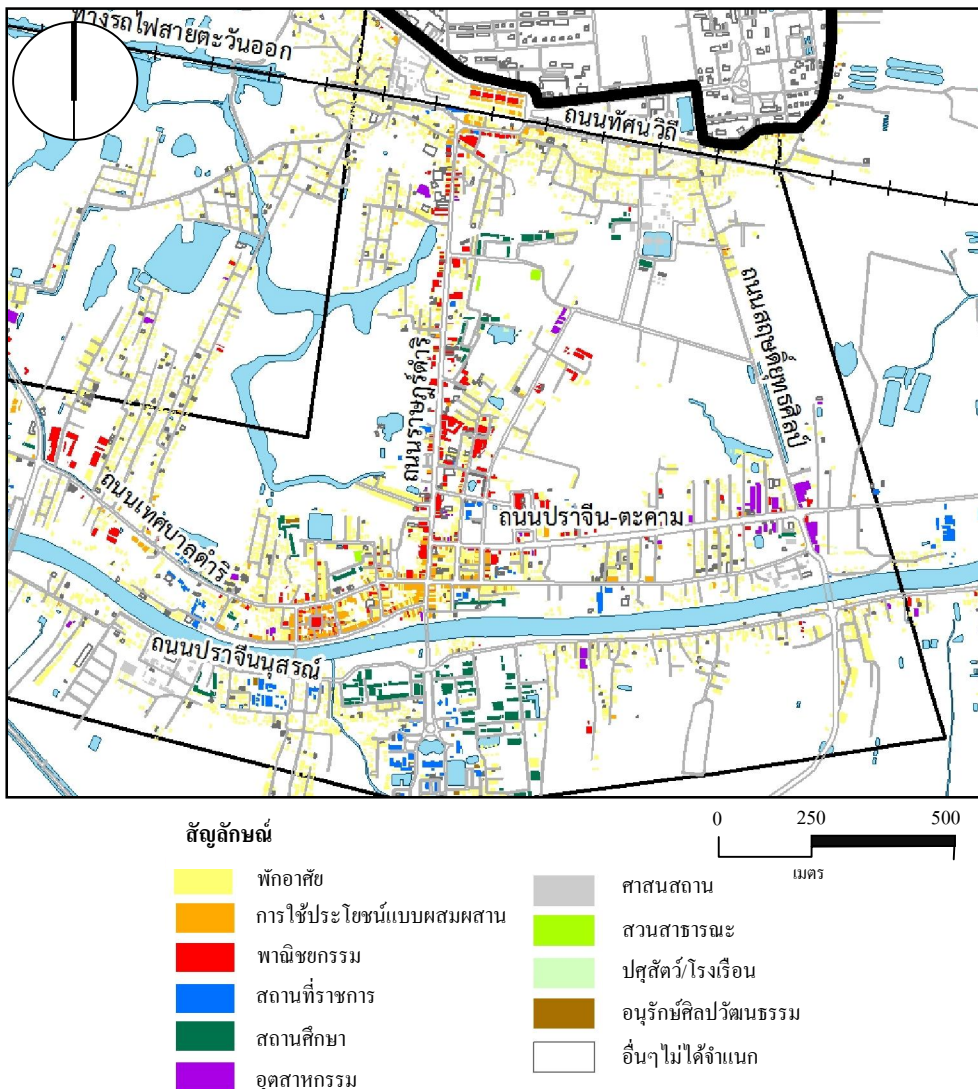 ทางรถไฟสายตะวันออก
ถนนทัศนวิถี
ถนนราษฎร์ดำริ
ถนนสฤษดิ์ยุทธศิลป์
ถนนเทศบาลดำริ
ถนนปราจีน-ตะคาม
ถนนปราจีนนุสรณ์
สัญลักษณ์
0 250 500
เมตร
พักอาศัย
การใช้ประโยชน์แบบผสมผสาน
พาณิชยกรรม
สถานที่ราชการ
สถานศึกษา
อุตสาหกรรม
ศาสนสถาน
สวนสาธารณะ
ปศุสัตว์/โรงเรือน
อนุรักษ์ศิลปวัฒนธรรม
อื่นๆไม่ได้จำแนก